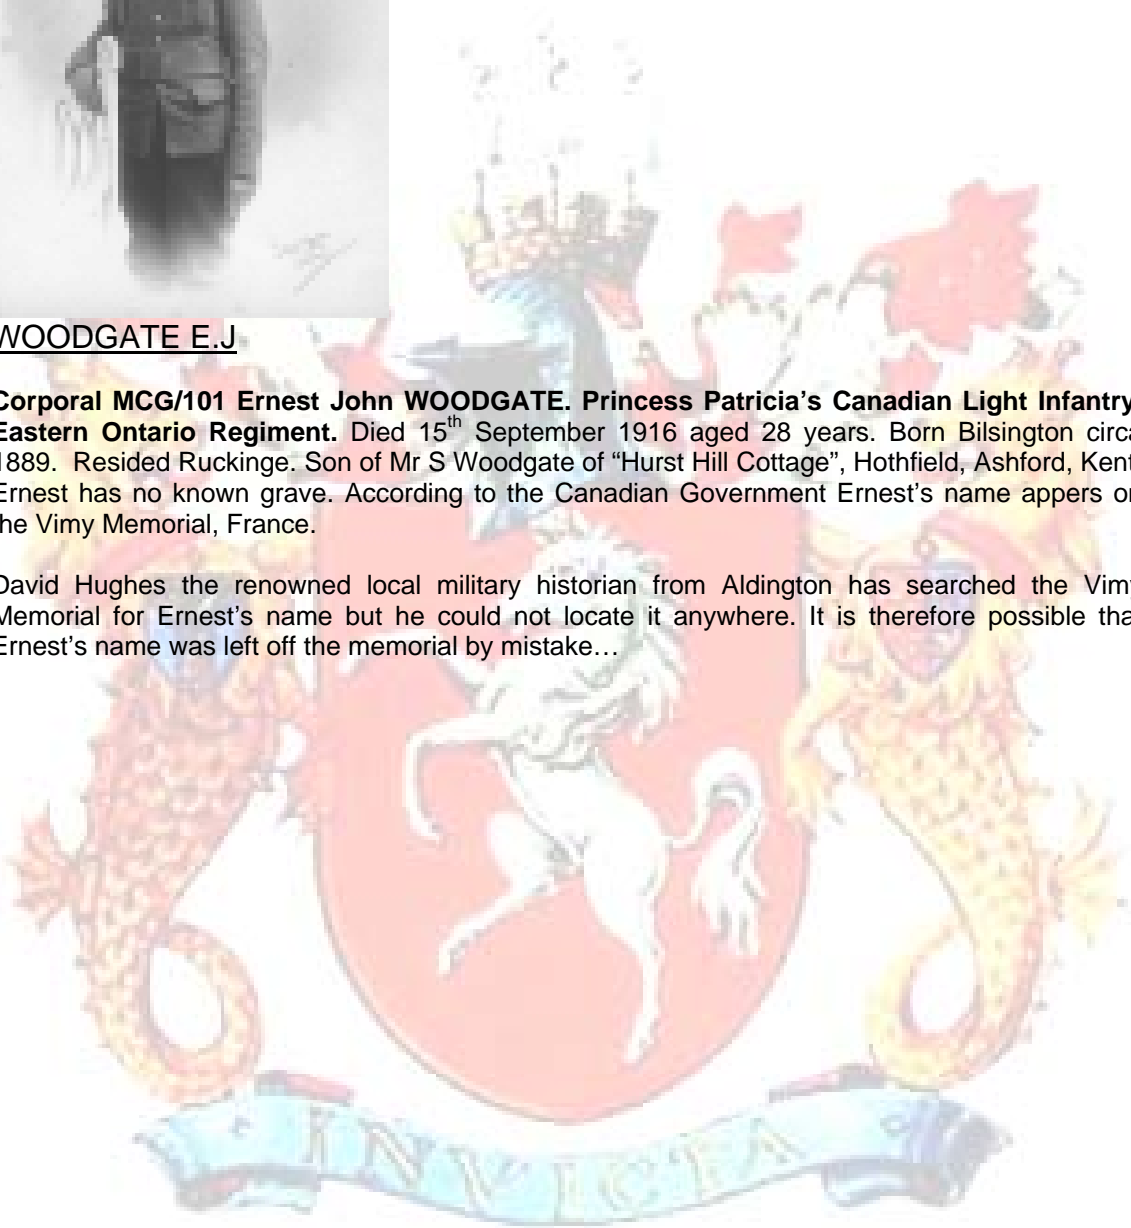 WOODGATE E.J
Corporal MCG/101 Ernest John WOODGATE. Princess Patricia’s Canadian Light Infantry
Eastern Ontario Regiment. Died 15th September 1916 aged 28 years. Born Bilsington circa
1889. Resided Ruckinge. Son of Mr S Woodgate of “Hurst Hill Cottage”, Hothfield, Ashford, Kent
Ernest has no known grave. According to the Canadian Government Ernest’s name appers on
the Vimy Memorial, France.
David Hughes the renowned local military historian from Aldington has searched the Vimy
Memorial for Ernest’s name but he could not locate it anywhere. It is therefore possible tha
Ernest’s name was left off the memorial by mistake…
INVICTA